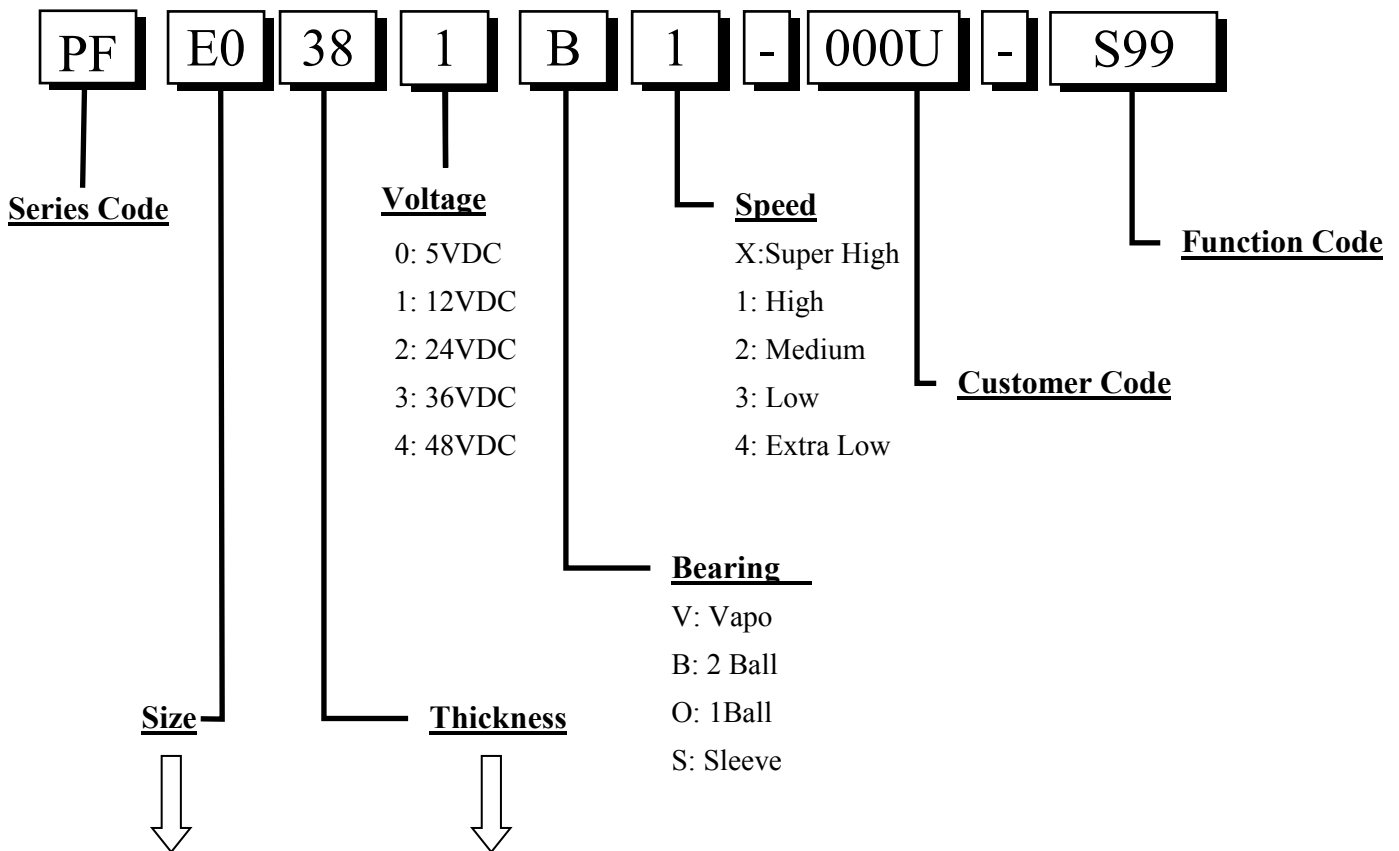 PF E0 38 1 B 1 - 000U - S99
Series Code
Voltage
0: 5VDC
1: 12VDC
2: 24VDC
3: 36VDC
4: 48VDC
Speed
X:Super High
1: High
2: Medium
3: Low
4: Extra Low
Function Code
Customer Code
Bearing
V: Vapo
B: 2 Ball
O: 1Ball
S: Sleeve
Size
Thickness